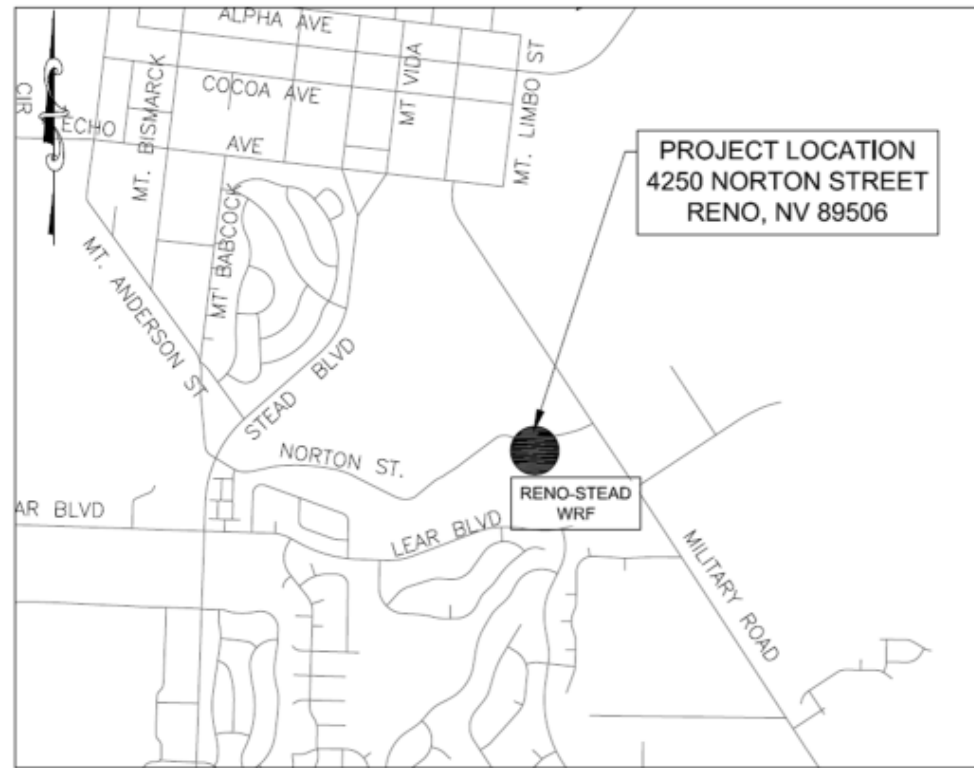 ALPHA AVE
COCOA AVE
MT VIDA
MT. LIMBO ST
MT. BISMARCK
CIR
ECHO
AVE
MT. BABCOCK
MT. ANDERSON ST
STEAD BLVD
NORTON ST.
AR BLVD
LEAR BLVD
MILITARY ROAD
PROJECT LOCATION
4250 NORTON STREET
RENO, NV 89506
RENO-STEAD
WRF